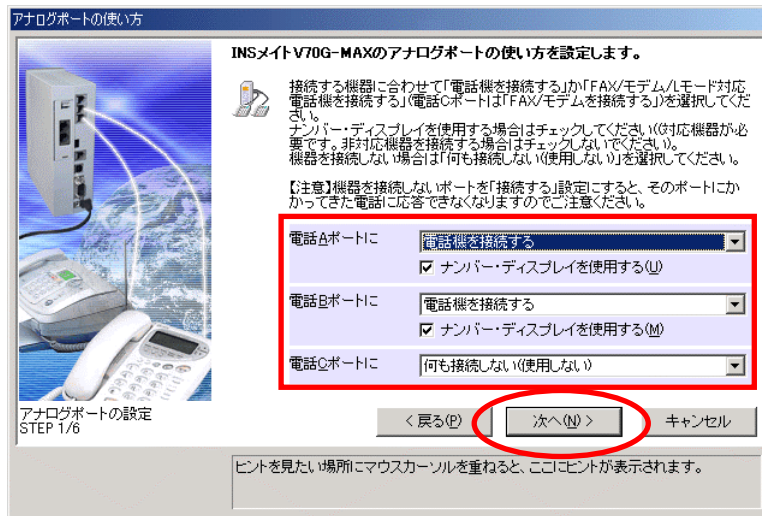 アナログポートの使い方
INSメイトV70G-MAXのアナログポートの使い方を設定します。
接続する機器に合わせて「電話機を接続する」か「FAX/モデム/Lモード対応
電話機を接続する」(電話Cポートは「FAX/モデムを接続する」)を選択してくだ
さい。
ナンバー・ディスプレイを使用する場合はチェックしてください(対応機器が必
要です。非対応機器を接続する場合はチェックしないでください)。
機器を接続しない場合は「何も接続しない(使用しない)」を選択してください。
【注意】機器を接続しないポートを「接続する」設定にすると、そのポートにか
かってきた電話に応答できなくなりますのでご注意ください。
電話Aポートに 電話機を接続する
ナンバー・ディスプレイを使用する(U)
電話Bポートに 電話機を接続する
ナンバー・ディスプレイを使用する(M)
電話Cポートに 何も接続しない(使用しない)
アナログポートの設定
STEP 1/6
< 戻る(P) 次へ(N) > キャンセル
ヒントを見たい場所にマウスカーソルを重ねると、ここにヒントが表示されます。